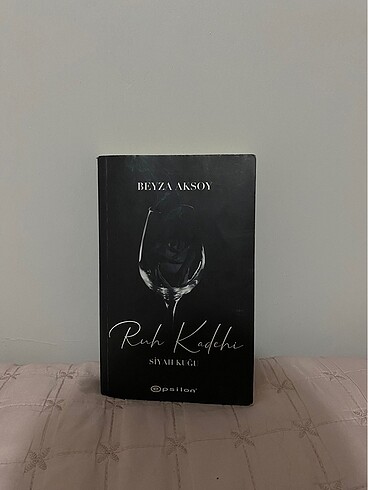 BEYZA AKSOY
Ruh Kadehi
SİYAH KUĞU
epsilon